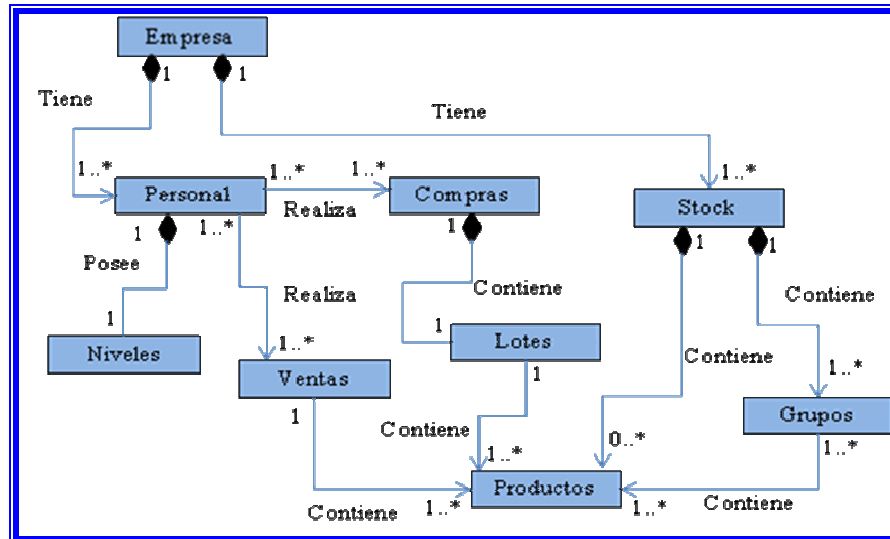 Empresa
1
1
Tiene
Tiene
1..*
1..*
1..*
1..*
Personal
Compras
Stock
Realiza
1
1..*
1
1
1
Posee
Contiene
Contiene
Realiza
1
1
Lotes
Niveles
1..*
1
Contiene
1..*
Ventas
Grupos
1
Contiene
0..*
1..*
1..*
Productos
Contiene
1..*
1..*
Contiene